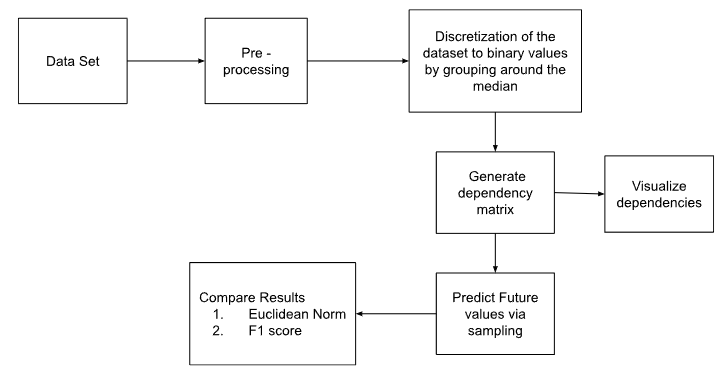 Data Set
Pre -
processing
Discretization of the
dataset to binary values
by grouping around the
median
Generate
dependency
matrix
Visualize
dependencies
Predict Future
values via
sampling
Compare Results
1. Euclidean Norm
2. F1 score